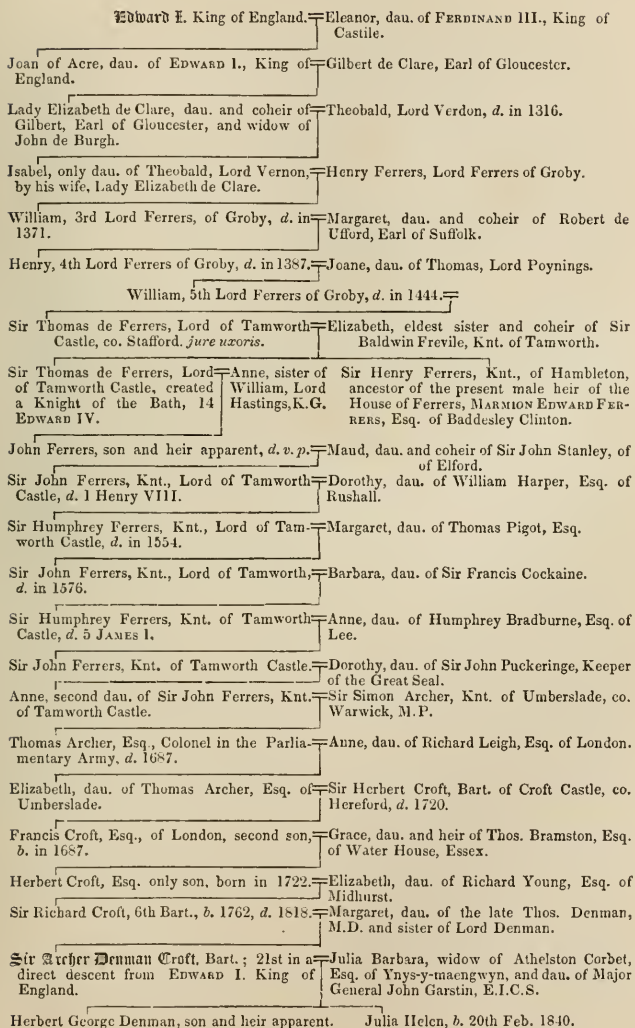 Edward I. King of England. Eleanor, dau. of FERDINAND III., King of
Castile.
Joan of Acre, dau. of EDWARD I., King of Gilbert de Clare, Earl of Gloucester.
England.
Lady Elizabeth de Clare, dau. and coheir of Theobald, Lord Verdon, d. in 1316.
Gilbert, Earl of Gloucester, and widow of
John de Burgh.
Isabel, only dau. of Theobald, Lord Vernon, Henry Ferrers, Lord Ferrers of Groby.
by his wife, Lady Elizabeth de Clare.
William, 3rd Lord Ferrers, of Groby, d. in Margaret, dau. and coheir of Robert de
1371. Ufford, Earl of Suffolk.
Henry, 4th Lord Ferrers of Groby, d. in 1387. Joane, dau. of Thomas, Lord Poynings.
William, 5th Lord Ferrers of Groby, d. in 1444.
Sir Thomas de Ferrers, Lord of Tamworth Elizabeth, eldest sister and coheir of Sir
Castle, co. Stafford. jure uxoris. Baldwin Frevile, Knt. of Tamworth.
Sir Thomas de Ferrers, Lord Anne, sister of Sir Henry Ferrers, Knt., of Hambleton,
of Tamworth Castle, created William, Lord ancestor of the present male heir of the
a Knight of the Bath, 14 Hastings, K.G. House of Ferrers, MARMION EDWARD FER-
EDWARD IV. RERS, Esq. of Baddesley Clinton.
John Ferrers, son and heir apparent, d. v. p. Maud, dau. and coheir of Sir John Stanley, of
of Elford.
Sir John Ferrers, Knt., Lord of Tamworth Dorothy, dau. of William Harper, Esq. of
Castle, d. 1 Henry VIII. Rushall.
Sir Humphrey Ferrers, Knt., Lord of Tam- Margaret, dau. of Thomas Pigot, Esq.
worth Castle, d. in 1554.
Sir John Ferrers, Knt., Lord of Tamworth, Barbara, dau. of Sir Francis Cockaine.
d. in 1576.
Sir Humphrey Ferrers, Knt. of Tamworth Anne, dau. of Humphrey Bradburne, Esq. of
Castle, d. 5 JAMES I. Lee.
Sir John Ferrers, Knt. of Tamworth Castle. Dorothy, dau. of Sir John Puckeringe, Keeper
of the Great Seal.
Anne, second dau. of Sir John Ferrers, Knt. Sir Simon Archer, Knt. of Umberslade, co.
of Tamworth Castle. Warwick, M.P.
Thomas Archer, Esq., Colonel in the Parlia- Anne, dau. of Richard Leigh, Esq. of London.
mentary Army, d. 1687.
Elizabeth, dau. of Thomas Archer, Esq. of Sir Herbert Croft, Bart. of Croft Castle, co.
Umberslade. Hereford, d. 1720.
Francis Croft, Esq., of London, second son, Grace, dau. and heir of Thos. Bramston, Esq.
b. in 1687. of Water House, Essex.
Herbert Croft, Esq. only son, born in 1722. Elizabeth, dau. of Richard Young, Esq. of
Midhurst.
Sir Richard Croft, 6th Bart., b. 1762, d. 1818. Margaret, dau. of the late Thos. Denman,
M.D. and sister of Lord Denman.
Sir Archer Denman Croft, Bart.; 21st in a Julia Barbara, widow of Athelston Corbet,
direct descent from EDWARD I. King of Esq. of Ynys-y-maengwyn, and dau. of Major
England. General John Garstin, E.I.C.S.
Herbert George Denman, son and heir apparent. Julia Helen, b. 20th Feb. 1840.